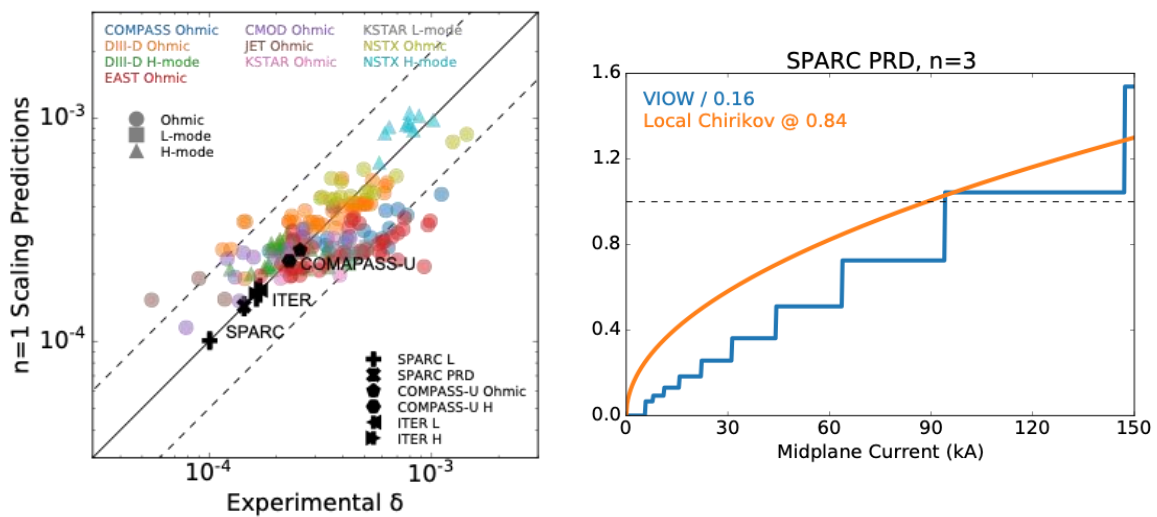 COMPASS Ohmic CMOD Ohmic KSTAR L-mode
DIII-D Ohmic JET Ohmic NSTX Ohmic
DIII-D H-mode KSTAR Ohmic NSTX H-mode
EAST Ohmic
Ohmic
L-mode
H-mode
COMAPASS-U
ITER
SPARC
SPARC L
SPARC PRD
COMPASS-U Ohmic
COMPASS-U H
ITER L
ITER H
n=1 Scaling Predictions
10⁻³
10⁻⁴
10⁻⁴ 10⁻³
Experimental δ
SPARC PRD, n=3
VIOW / 0.16
Local Chirikov @ 0.84
1.6
1.2
0.8
0.4
0.0
0 30 60 90 120 150
Midplane Current (kA)